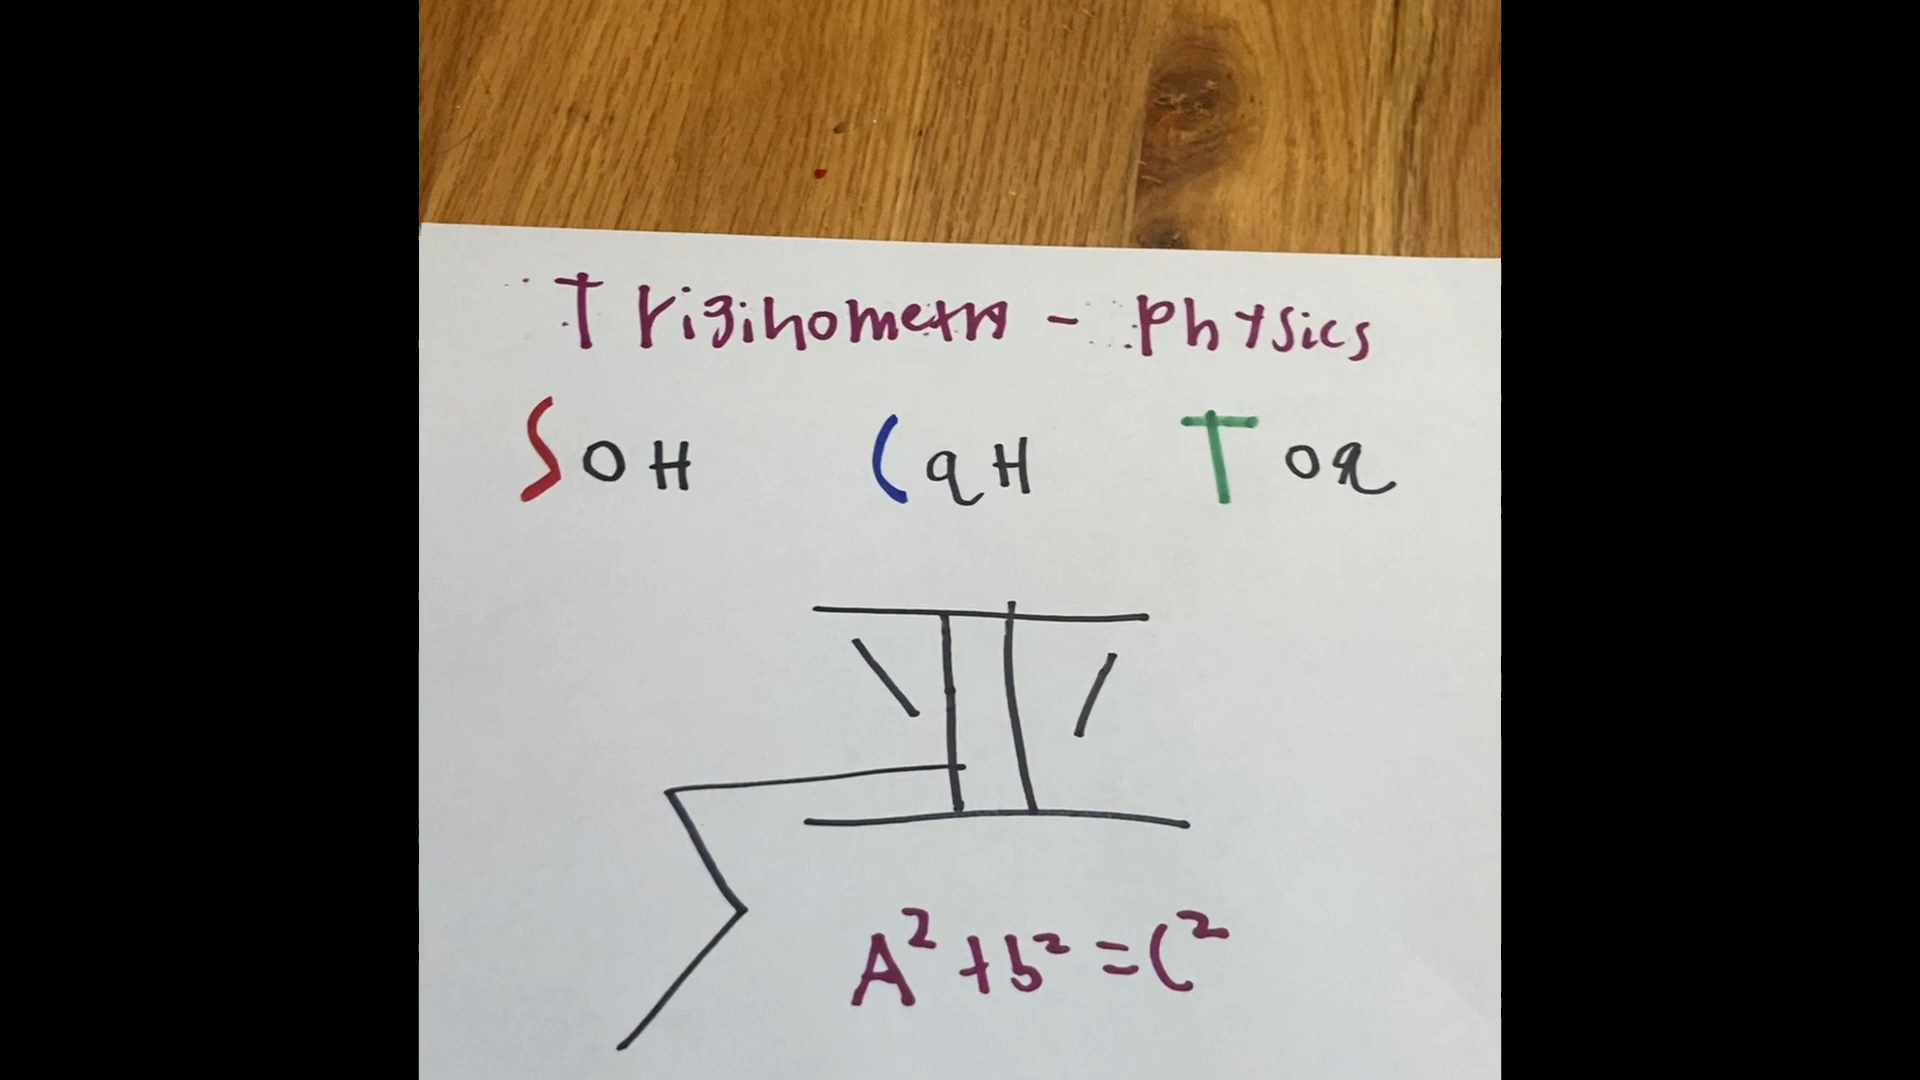 Trigihometry - Physics
SOH CaH Toa
A² + b² = C²